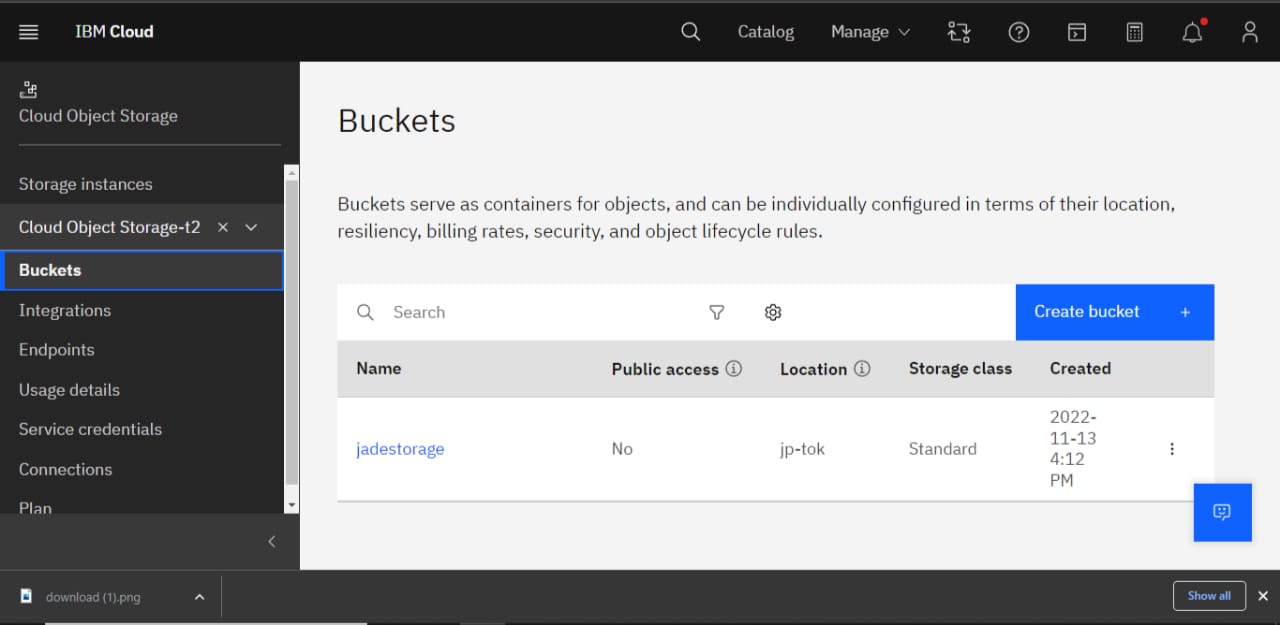 IBM Cloud
Catalog
Manage
Cloud Object Storage
Storage instances
Cloud Object Storage-t2
Buckets
Integrations
Endpoints
Usage details
Service credentials
Connections
Plan
Buckets
Buckets serve as containers for objects, and can be individually configured in terms of their location,
resiliency, billing rates, security, and object lifecycle rules.
Search
Create bucket +
Name Public access Location Storage class Created
jadestorage No jp-tok Standard 2022-
11-13
4:12
PM
download (1).png
Show all